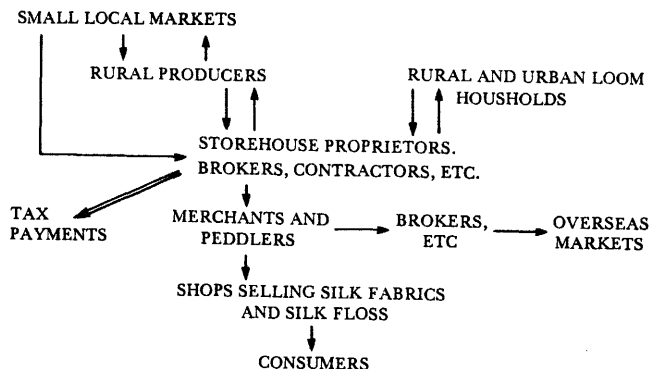 SMALL LOCAL MARKETS
RURAL PRODUCERS
RURAL AND URBAN LOOM
HOUSHOLDS
STOREHOUSE PROPRIETORS.
BROKERS, CONTRACTORS, ETC.
TAX
PAYMENTS
MERCHANTS AND
PEDDLERS
BROKERS,
ETC
OVERSEAS
MARKETS
SHOPS SELLING SILK FABRICS
AND SILK FLOSS
CONSUMERS